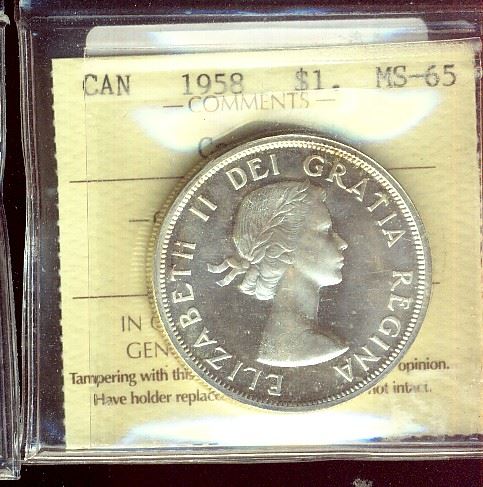 CAN 1958 $1. MS-65
COMMENTS
ELIZABETH II DEI GRATIA REGINA
IN
GEN
Tampering with this opinion.
Have holder replac not intact.